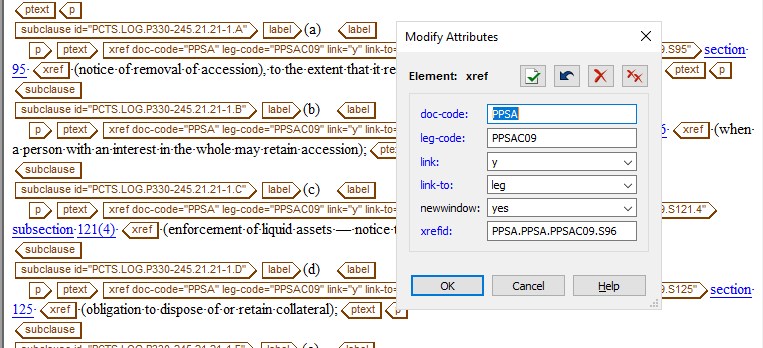 ptext p
subclause id="PCTS.LOG.P330-245.21.21-1.A" label (a) label
p ptext xref doc-code="PPSA" leg-code="PPSAC09" link="y" link-to= 9.S95" section
95 xref (notice of removal of accession), to the extent that it re ptext p
subclause
subclause id="PCTS.LOG.P330-245.21.21-1.B" label (b) label
p ptext xref doc-code="PPSA" leg-code="PPSAC09" link="y" link-to= 6 xref (when
a person with an interest in the whole may retain accession); ptex
subclause
subclause id="PCTS.LOG.P330-245.21.21-1.C" label (c) label
p ptext xref doc-code="PPSA" leg-code="PPSAC09" link="y" link-to= 9.S121.4"
subsection 121(4) xref (enforcement of liquid assets — notice t
subclause
subclause id="PCTS.LOG.P330-245.21.21-1.D" label (d) label
p ptext xref doc-code="PPSA" leg-code="PPSAC09" link="y" link-to= 9.S125" section
125 xref (obligation to dispose of or retain collateral); ptext p
subclause
Modify Attributes
Element: xref
doc-code: PPSA
leg-code: PPSAC09
link: y
link-to: leg
newwindow: yes
xrefid: PPSA.PPSA.PPSAC09.S96
OK Cancel Help